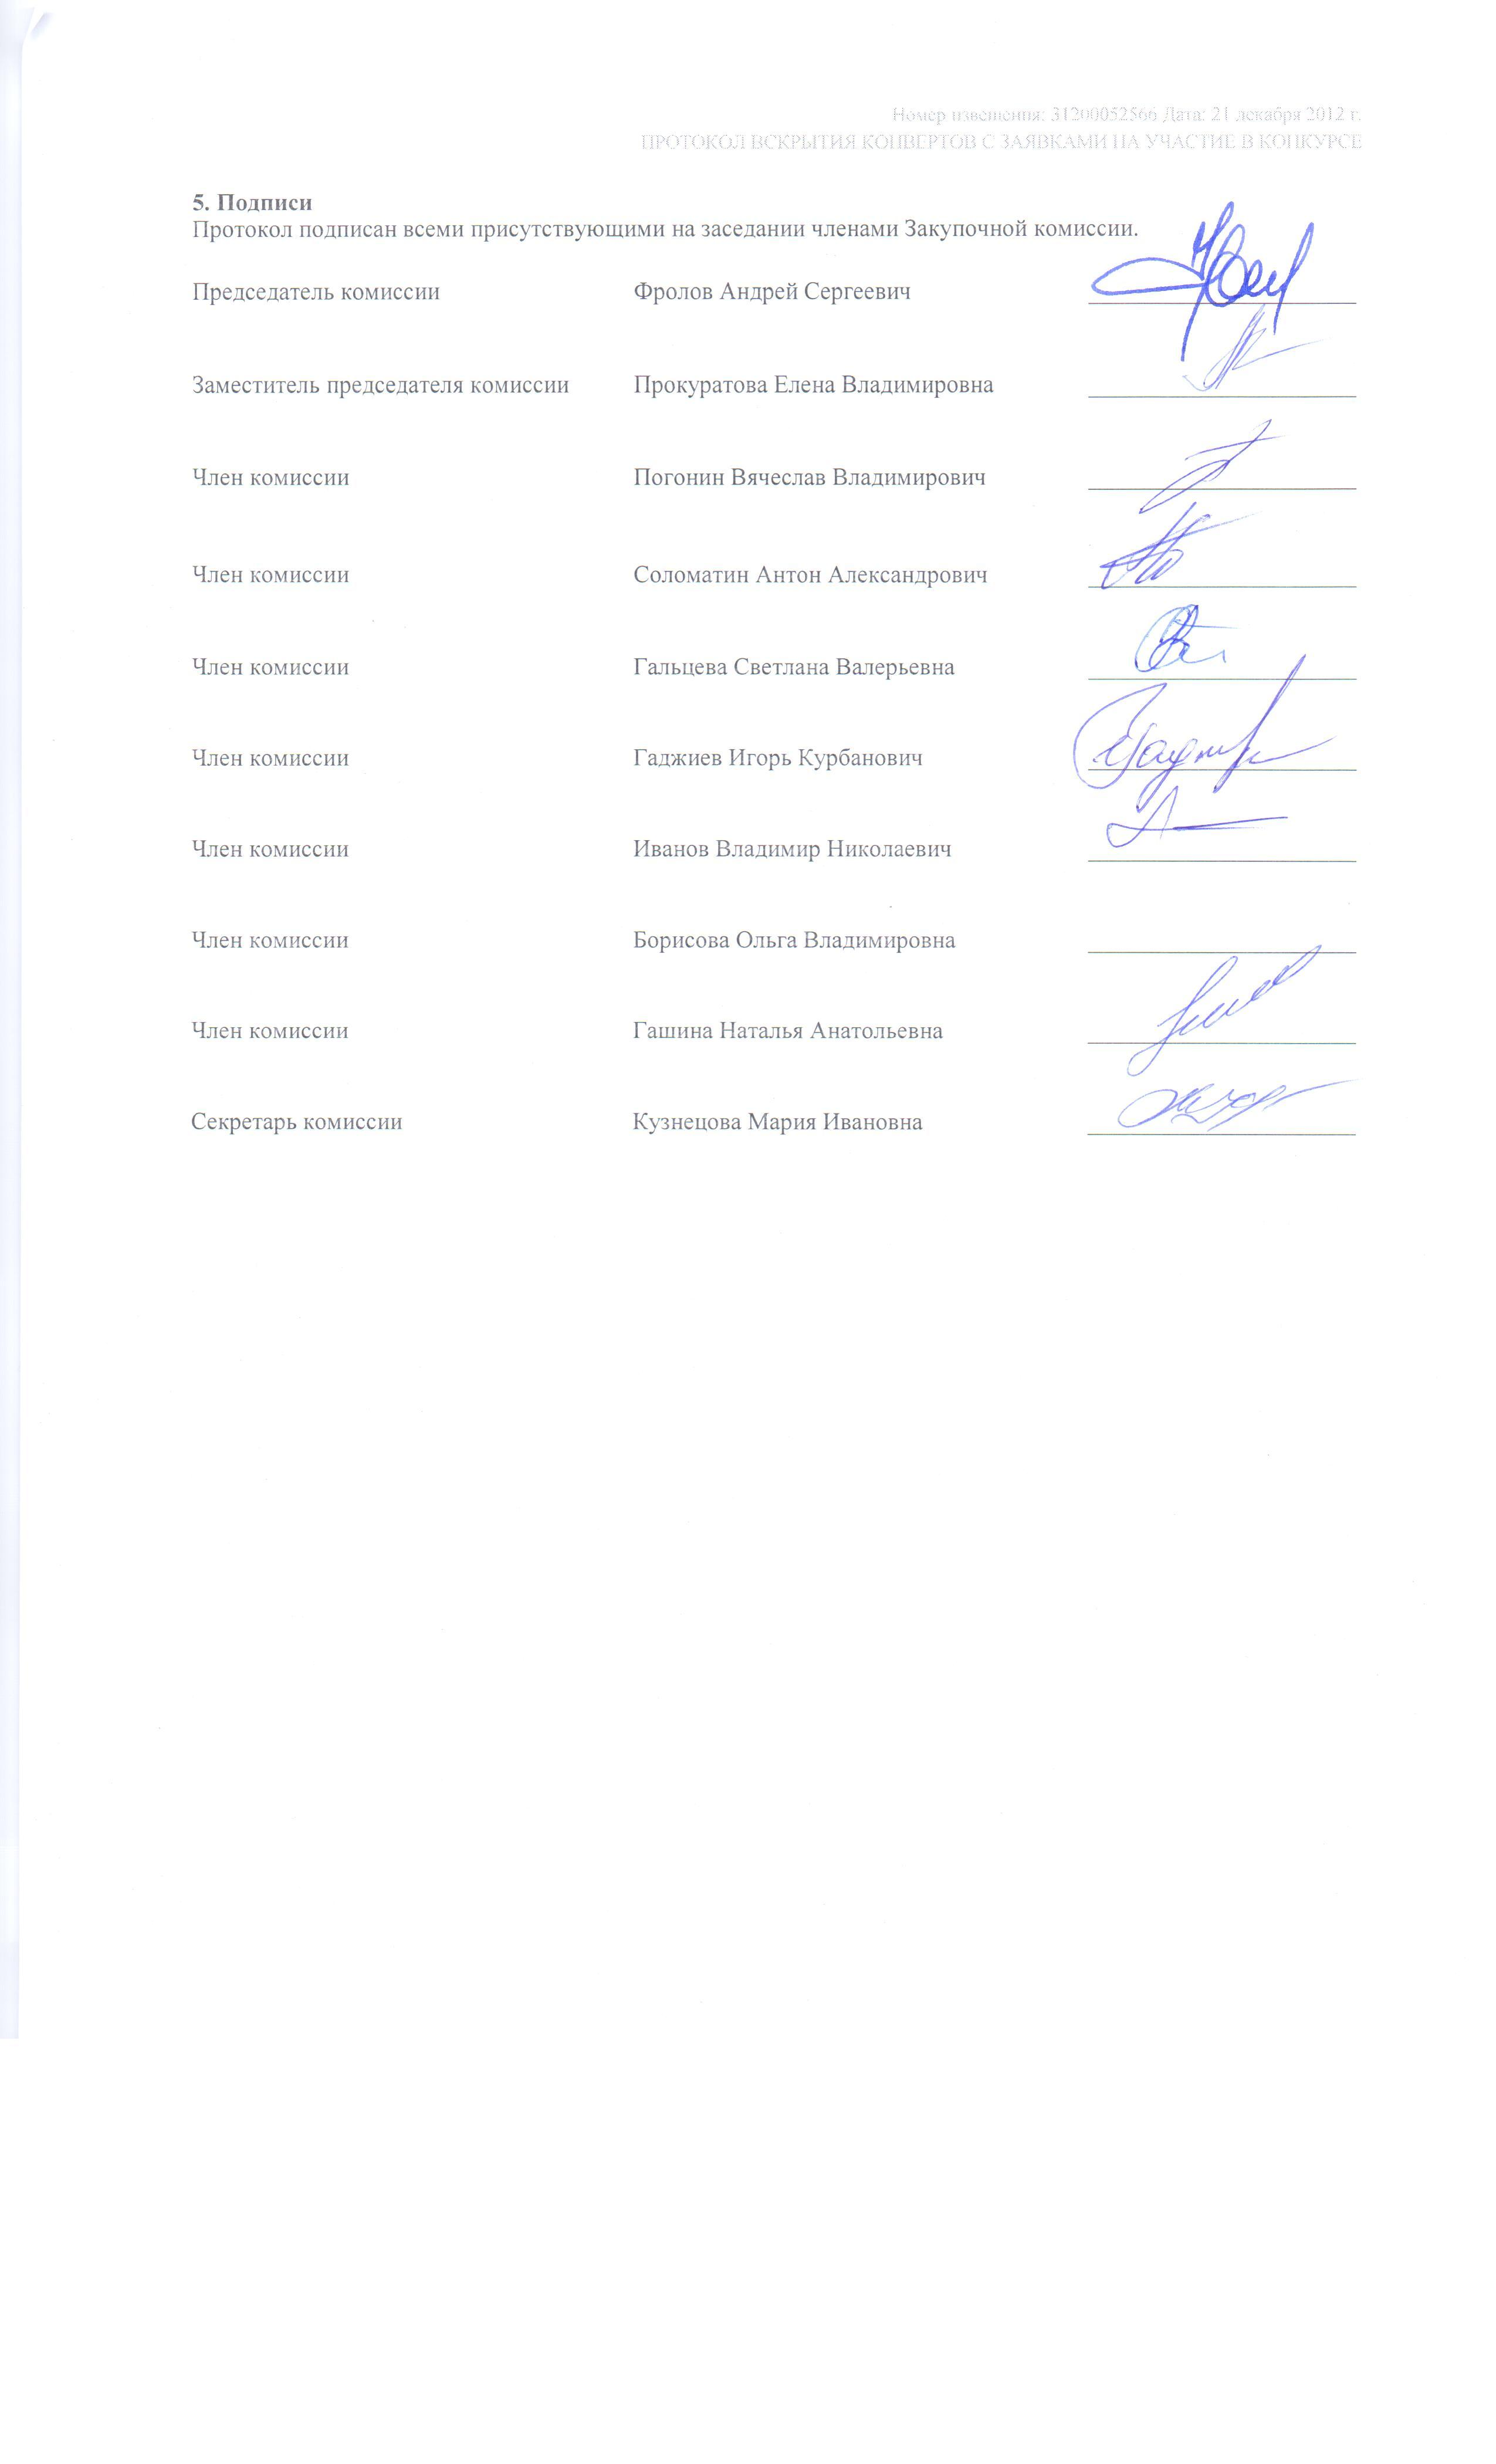 Номер извещения: 31200052566 Дата: 21 декабря 2012 г.
ПРОТОКОЛ ВСКРЫТИЯ КОНВЕРТОВ С ЗАЯВКАМИ НА УЧАСТИЕ В КОНКУРСЕ
5. Подписи
Протокол подписан всеми присутствующими на заседании членами Закупочной комиссии.
Председатель комиссии Фролов Андрей Сергеевич
Заместитель председателя комиссии Прокуратова Елена Владимировна
Член комиссии Погонин Вячеслав Владимирович
Член комиссии Соломатин Антон Александрович
Член комиссии Гальцева Светлана Валерьевна
Член комиссии Гаджиев Игорь Курбанович
Член комиссии Иванов Владимир Николаевич
Член комиссии Борисова Ольга Владимировна
Член комиссии Гашина Наталья Анатольевна
Секретарь комиссии Кузнецова Мария Ивановна